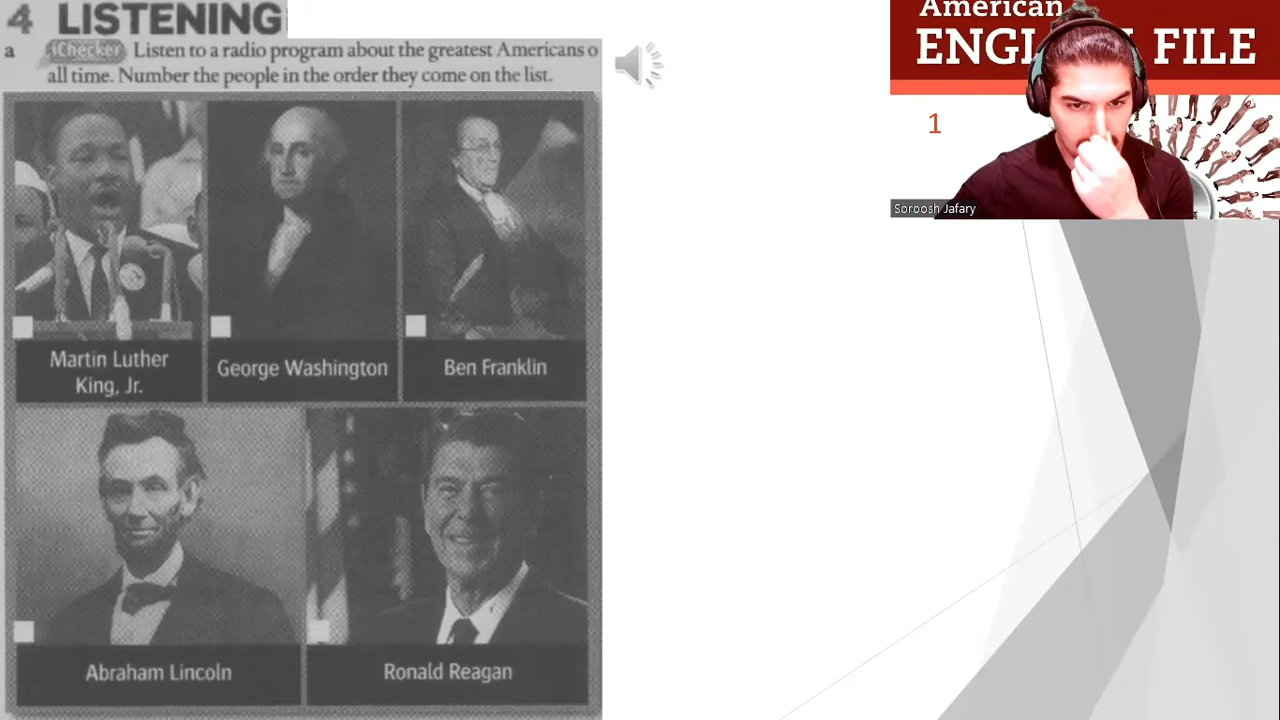 4 LISTENING
a iChecker Listen to a radio program about the greatest Americans o
all time. Number the people in the order they come on the list.
Martin Luther
King, Jr.
George Washington
Ben Franklin
Abraham Lincoln
Ronald Reagan
American
FILE
1
Soroosh Jafary